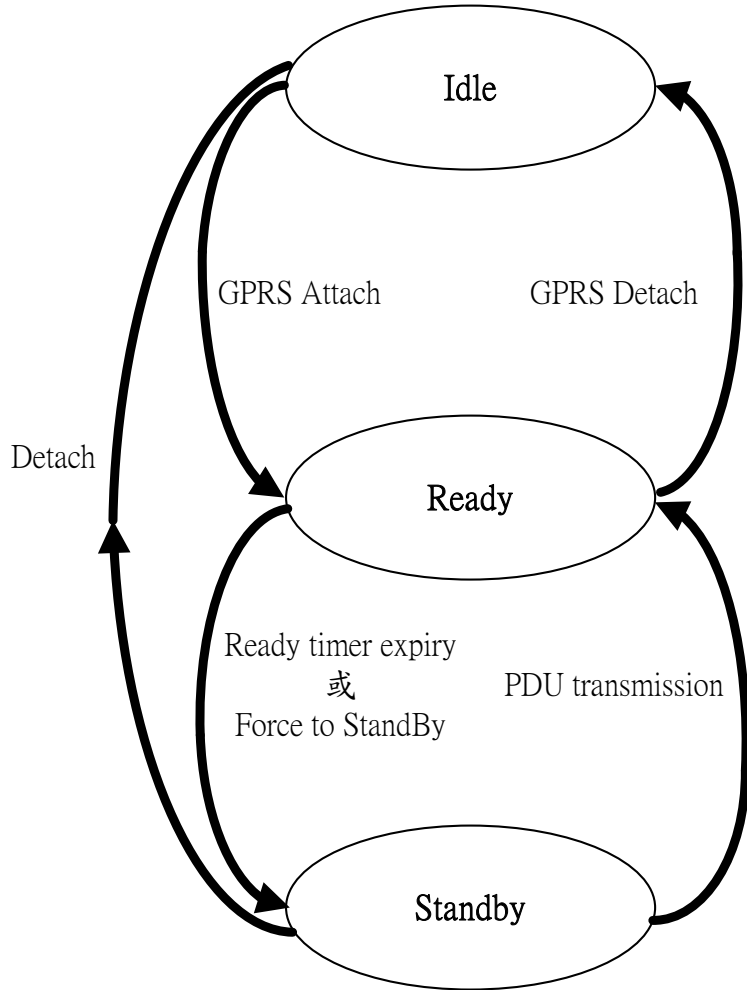 Idle
GPRS Attach
GPRS Detach
Detach
Ready
Ready timer expiry
或
Force to StandBy
PDU transmission
Standby